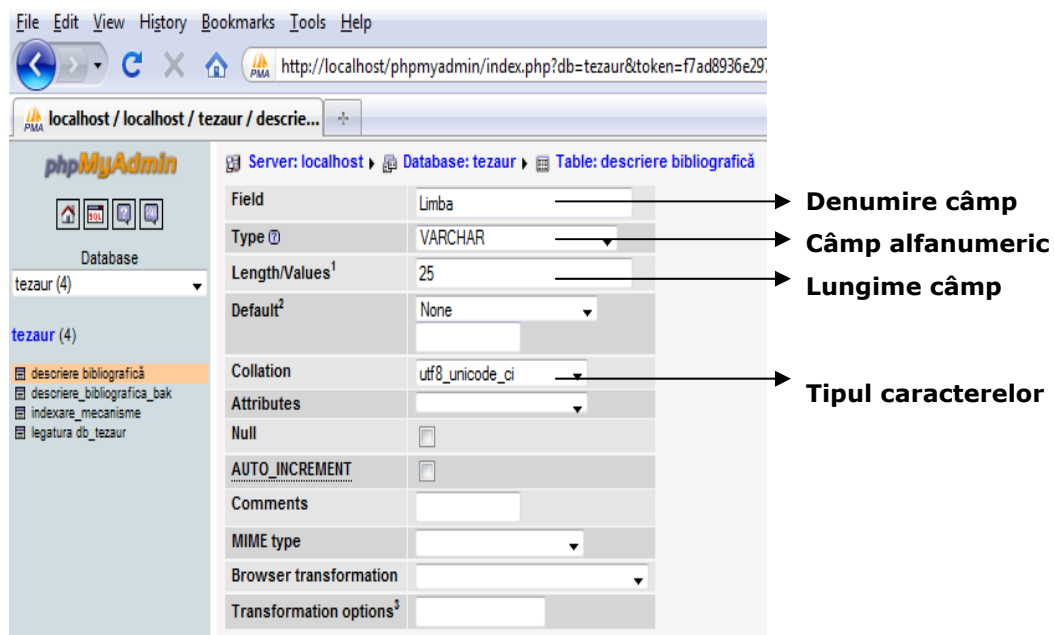 File Edit View History Bookmarks Tools Help
PMA http://localhost/phpmyadmin/index.php?db=tezaur&token=f7ad8936e297
PMA localhost / localhost / tezaur / descrie...
phpMyAdmin
SQL
Database
tezaur (4)
tezaur (4)
descriere bibliografică
descriere_bibliografica_bak
indexare_mecanisme
legatura db_tezaur
Server: localhost Database: tezaur Table: descriere bibliografică
Field Limba Denumire câmp
Type VARCHAR Câmp alfanumeric
Length/Values1 25 Lungime câmp
Default2 None
Collation utf8_unicode_ci Tipul caracterelor
Attributes
Null
AUTO_INCREMENT
Comments
MIME type
Browser transformation
Transformation options3